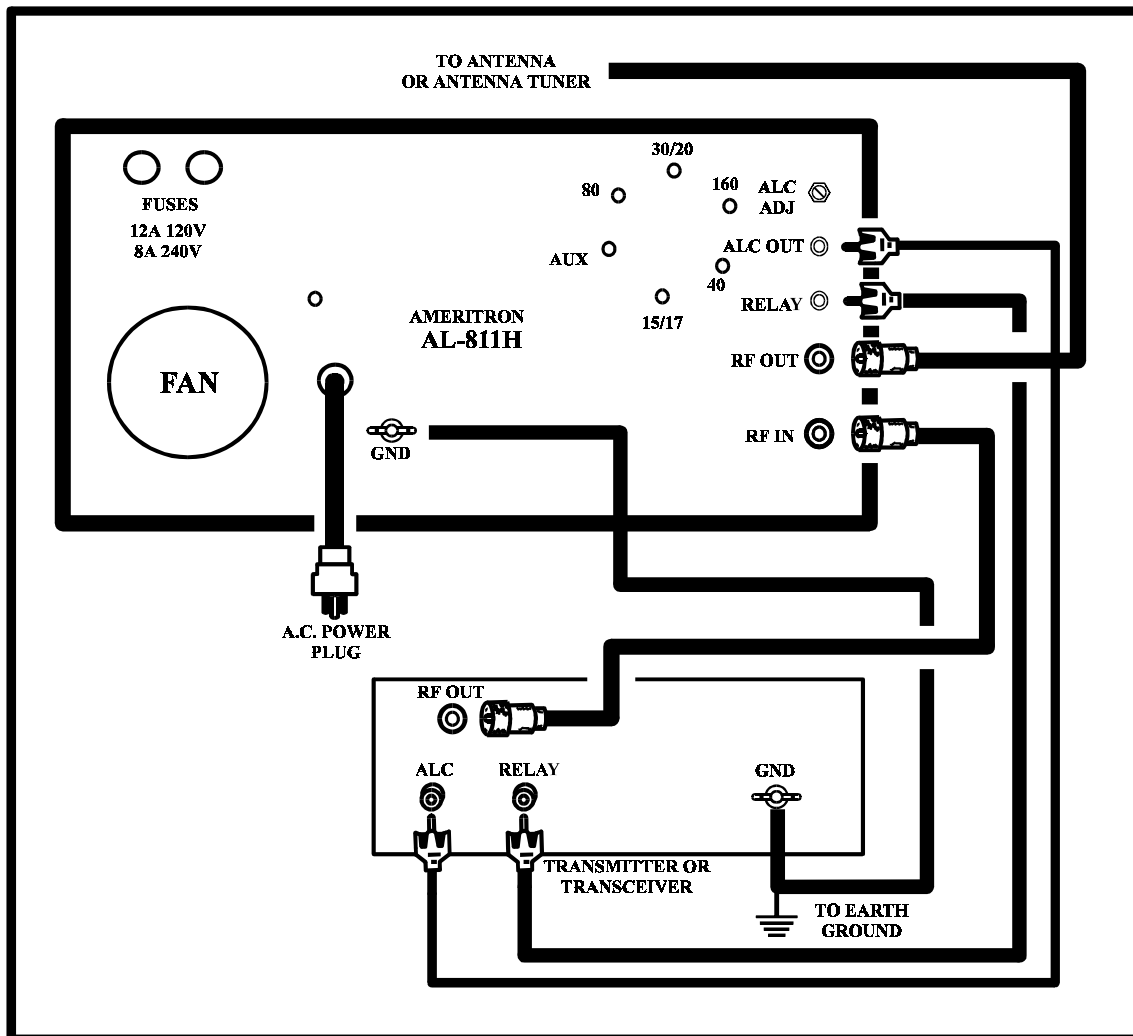 TO ANTENNA
OR ANTENNA TUNER
FUSES
12A 120V
8A 240V
30/20
80
160
ALC
ADJ
ALC OUT
AUX
40
RELAY
15/17
AMERITRON
AL-811H
RF OUT
FAN
RF IN
GND
A.C. POWER
PLUG
RF OUT
ALC
RELAY
GND
TRANSMITTER OR
TRANSCEIVER
TO EARTH
GROUND